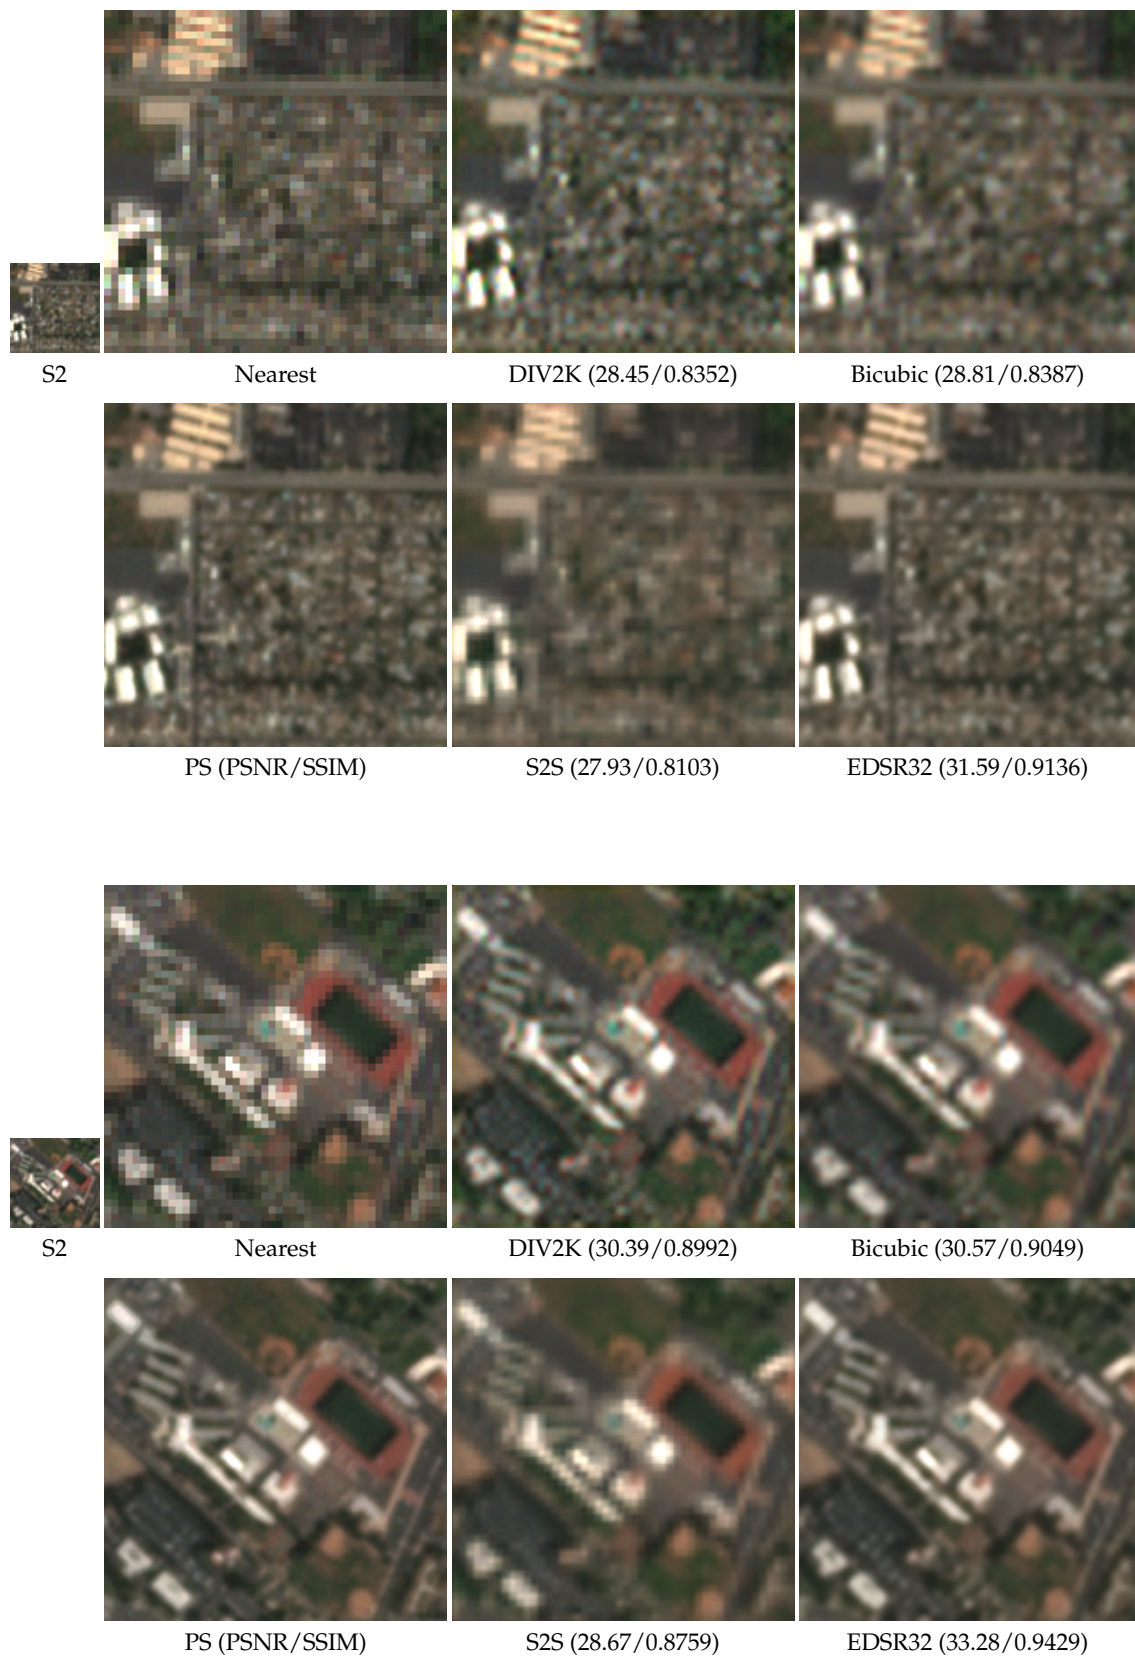 S2 Nearest DIV2K (28.45/0.8352) Bicubic (28.81/0.8387)
PS (PSNR/SSIM) S2S (27.93/0.8103) EDSR32 (31.59/0.9136)
S2 Nearest DIV2K (30.39/0.8992) Bicubic (30.57/0.9049)
PS (PSNR/SSIM) S2S (28.67/0.8759) EDSR32 (33.28/0.9429)